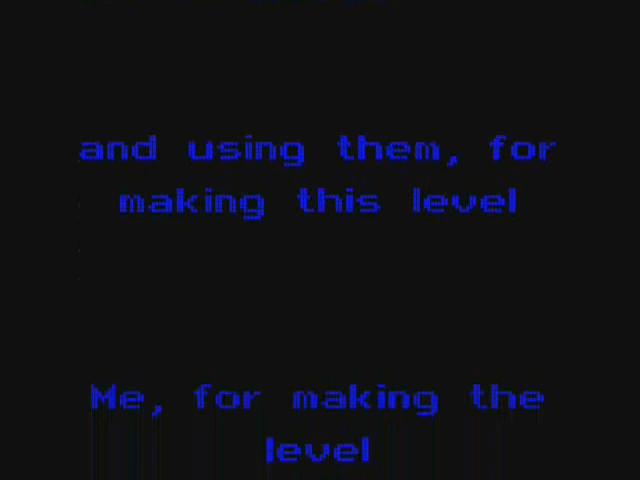 and using them, for
making this level
Me, for making the
level